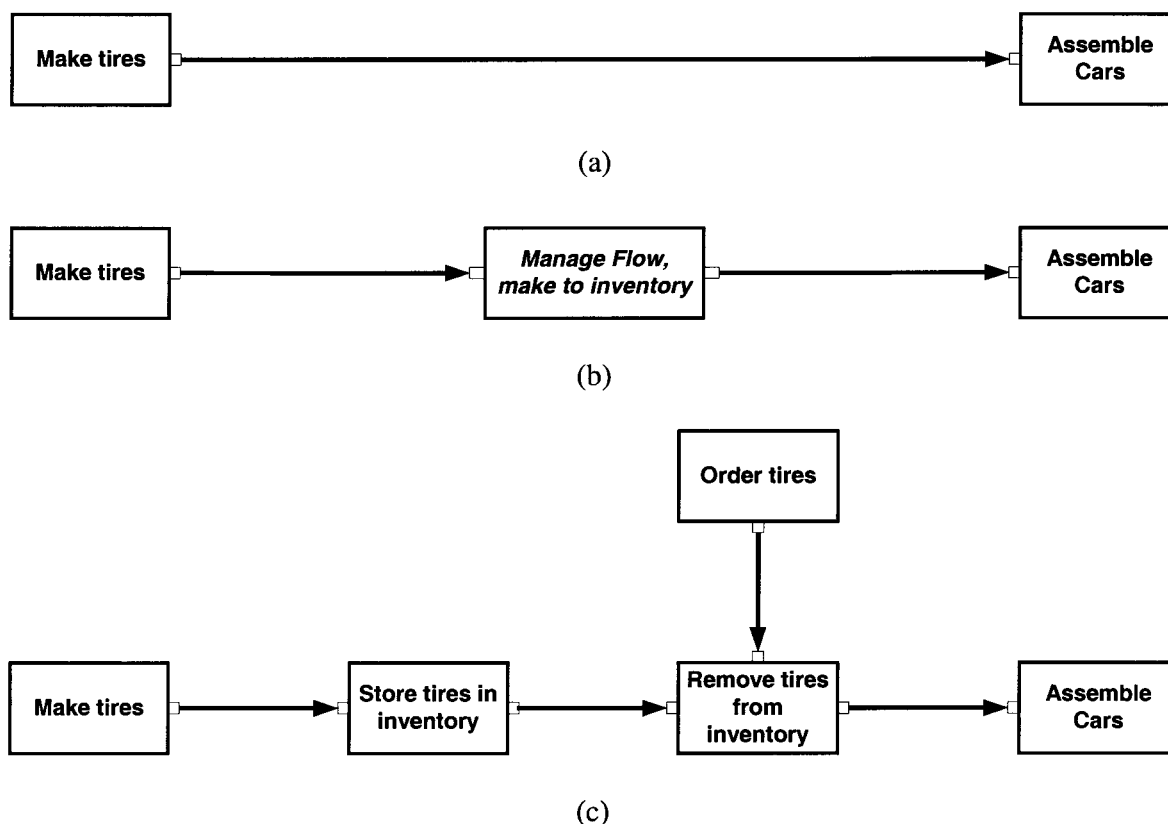 Make tires
Assemble
Cars
(a)
Make tires
Manage Flow,
make to inventory
Assemble
Cars
(b)
Order tires
Make tires
Store tires in
inventory
Remove tires
from
inventory
Assemble
Cars
(c)